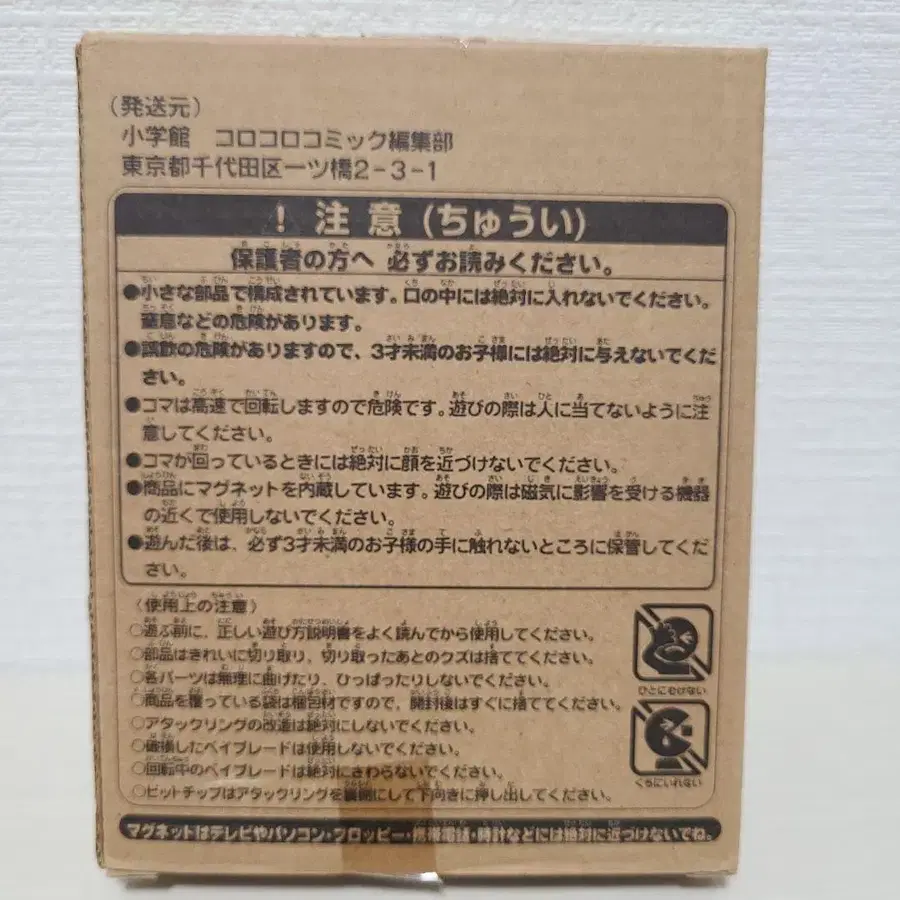 (発送元)
小学館 コロコロコミック編集部
東京都千代田区一ツ橋2-3-1
! 注意(ちゅうい)
保護者の方へ 必ずお読みください。
●小さな部品で構成されています。口の中には絶対に入れないでください。
窒息などの危険があります。
●誤飲の危険がありますので、3才未満のお子様には絶対に与えないでくだ
さい。
●コマは高速で回転しますので危険です。遊びの際は人に当てないように注
意してください。
●コマが回っているときには絶対に顔を近づけないでください。
●商品にマグネットを内蔵しています。遊びの際は磁気に影響を受ける機器
の近くで使用しないでください。
●遊んだ後は、必ず3才未満のお子様の手に触れないところに保管してくだ
さい。
〈使用上の注意〉
○遊ぶ前に、正しい遊び方説明書をよく読んでから使用してください。
○部品はきれいに切り取り、切り取ったあとのクズは捨ててください。
○各パーツは無理に曲げたり、ひっぱったりしないでください。
○商品を覆っている袋は梱包材ですので、開封後はすぐに捨ててください。
○アタックリングの改造は絶対にしないでください。
○破損したベイブレードは使用しないでください。
○回転中のベイブレードは絶対にさわらないでください。
○ビットチップはアタックリングを裏側にして下向きに押し出してください。
ひとにむけない
くちにいれない
マグネットはテレビやパソコン・フロッピー・携帯電話・時計などには絶対に近づけないでね。